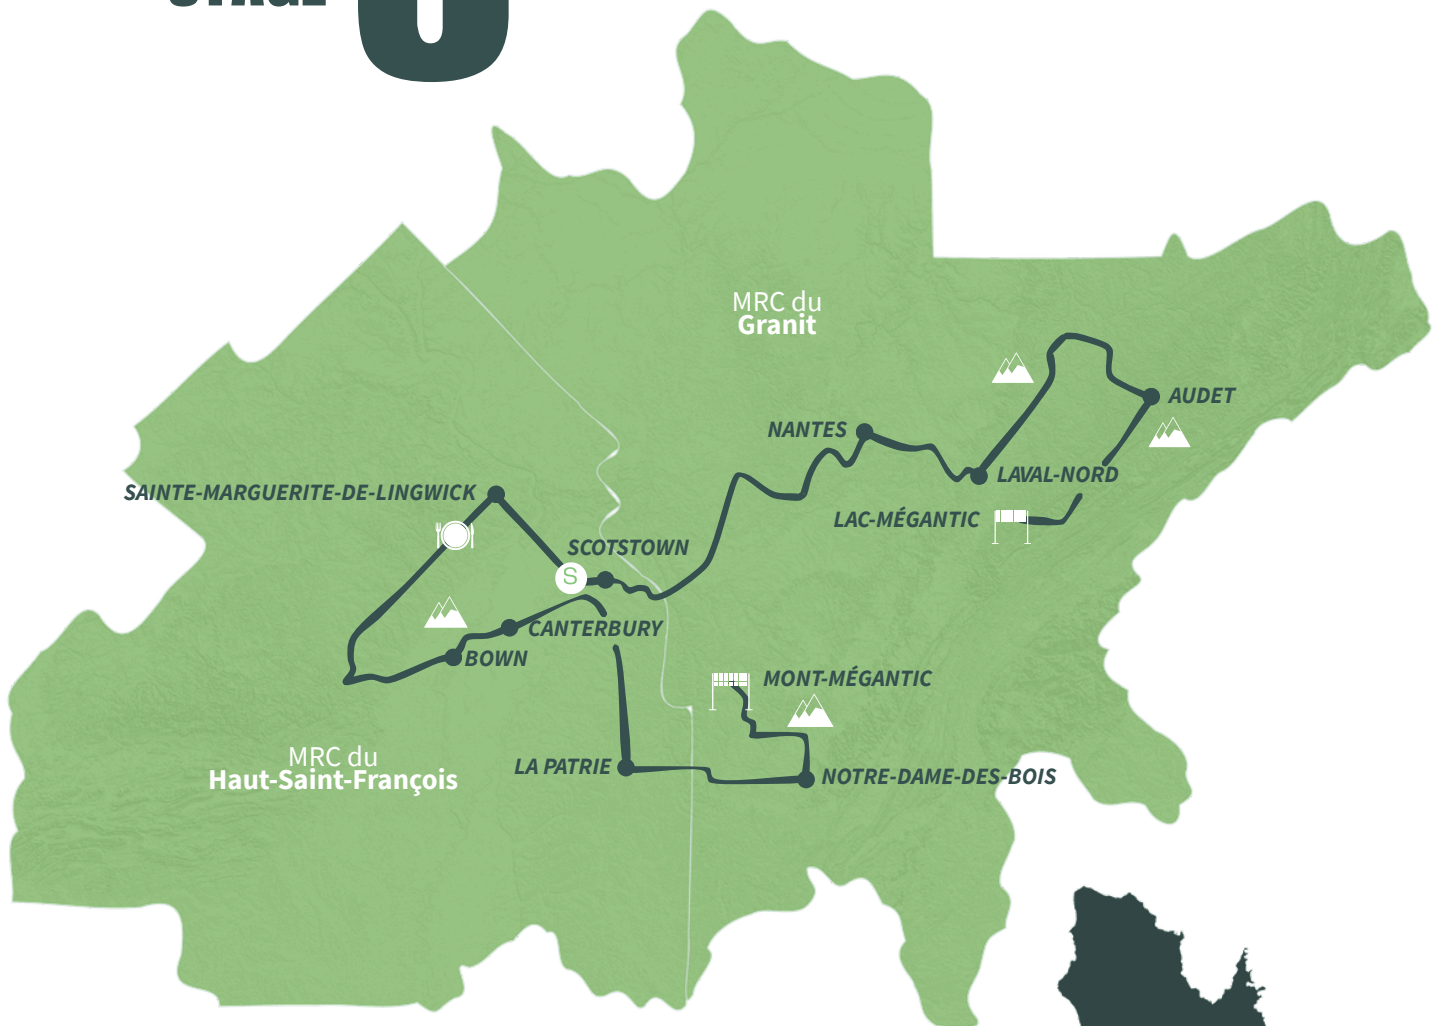 STAGE
MRC du
Granit
AUDET
NANTES
LAVAL-NORD
SAINTE-MARGUERITE-DE-LINGWICK
LAC-MÉGANTIC
SCOTSTOWN
S
CANTERBURY
BOWN
MONT-MÉGANTIC
MRC du
Haut-Saint-François
LA PATRIE
NOTRE-DAME-DES-BOIS